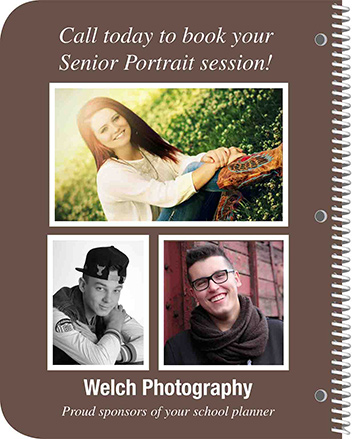 Call today to book your
Senior Portrait session!
Welch Photography
Proud sponsors of your school planner